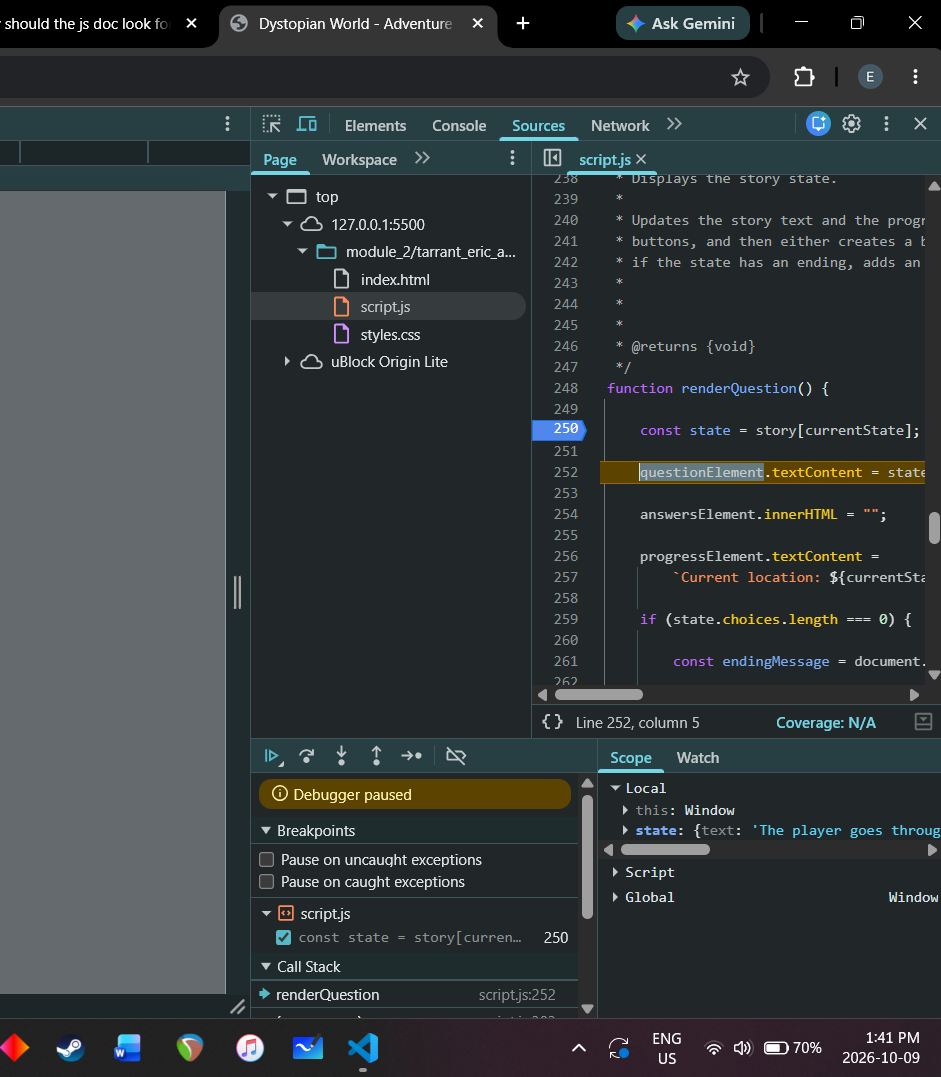 should the js doc look fo
Dystopian World - Adventure
Ask Gemini
E
Elements
Console
Sources
Network
Page
Workspace
script.js
top
127.0.0.1:5500
module_2/tarrant_eric_a...
index.html
script.js
styles.css
uBlock Origin Lite
238 * Displays the story state.
239 *
240 * Updates the story text and the progr
241 * buttons, and then either creates a b
242 * if the state has an ending, adds an
243 *
244 *
245 *
246 * @returns {void}
247 */
248 function renderQuestion() {
249
250 const state = story[currentState];
251
252 questionElement.textContent = state
253
254 answersElement.innerHTML = "";
255
256 progressElement.textContent =
257 `Current location: ${currentSta
258
259 if (state.choices.length === 0) {
260
261 const endingMessage = document.
262
{} Line 252, column 5
Coverage: N/A
Debugger paused
Breakpoints
Pause on uncaught exceptions
Pause on caught exceptions
script.js
const state = story[curren... 250
Call Stack
renderQuestion script.js:252
Scope
Watch
Local
this: Window
state: {text: 'The player goes throug
Script
Global Window
W
ENG
US
70%
1:41 PM
2026-10-09